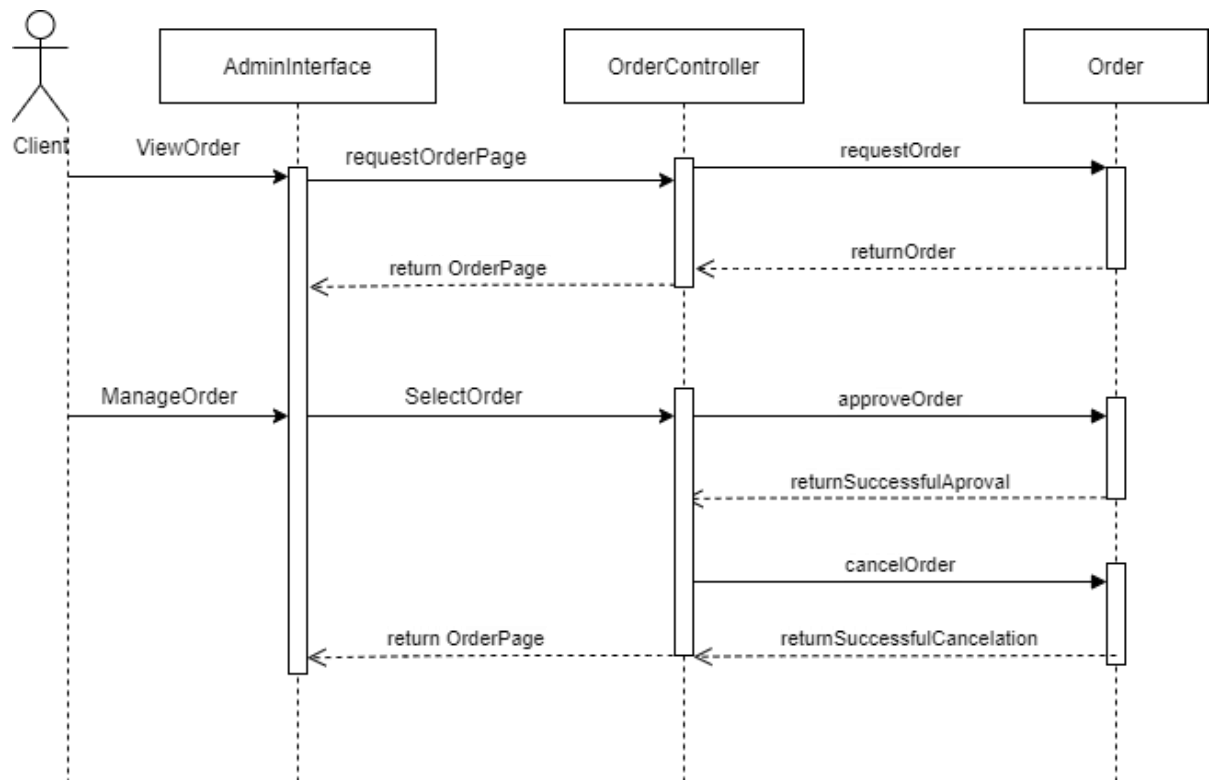 AdminInterface
OrderController
Order
Client
ViewOrder
requestOrderPage
requestOrder
returnOrder
return OrderPage
ManageOrder
SelectOrder
approveOrder
returnSuccessfulAproval
cancelOrder
return OrderPage
returnSuccessfulCancelation